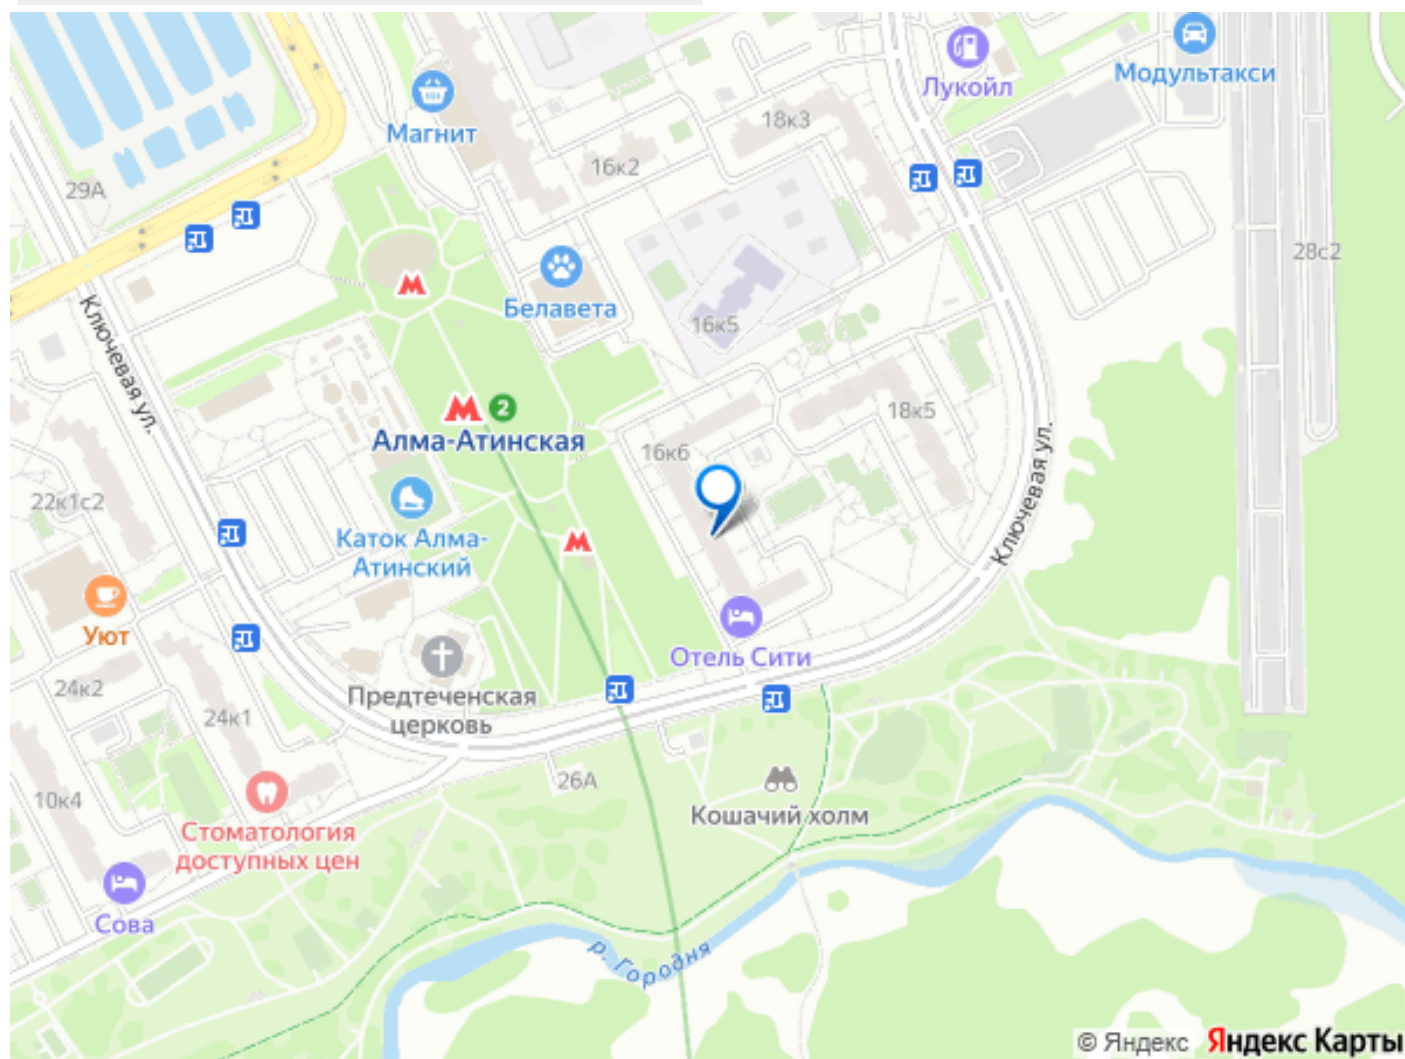 Модультакси
Лукойл
Магнит
18к3
16к2
29А
28с2
Белавета
16к5
Ключевая ул.
2
Алма-Атинская
18к5
16к6
22к1с2
Каток Алма-
Атинский
Ключевая ул.
Уют
Отель Сити
Предтеченская
церковь
24к2
24к1
26А
10к4
Кошачий холм
Стоматология
доступных цен
Сова
р. Городня
© Яндекс Яндекс Карты